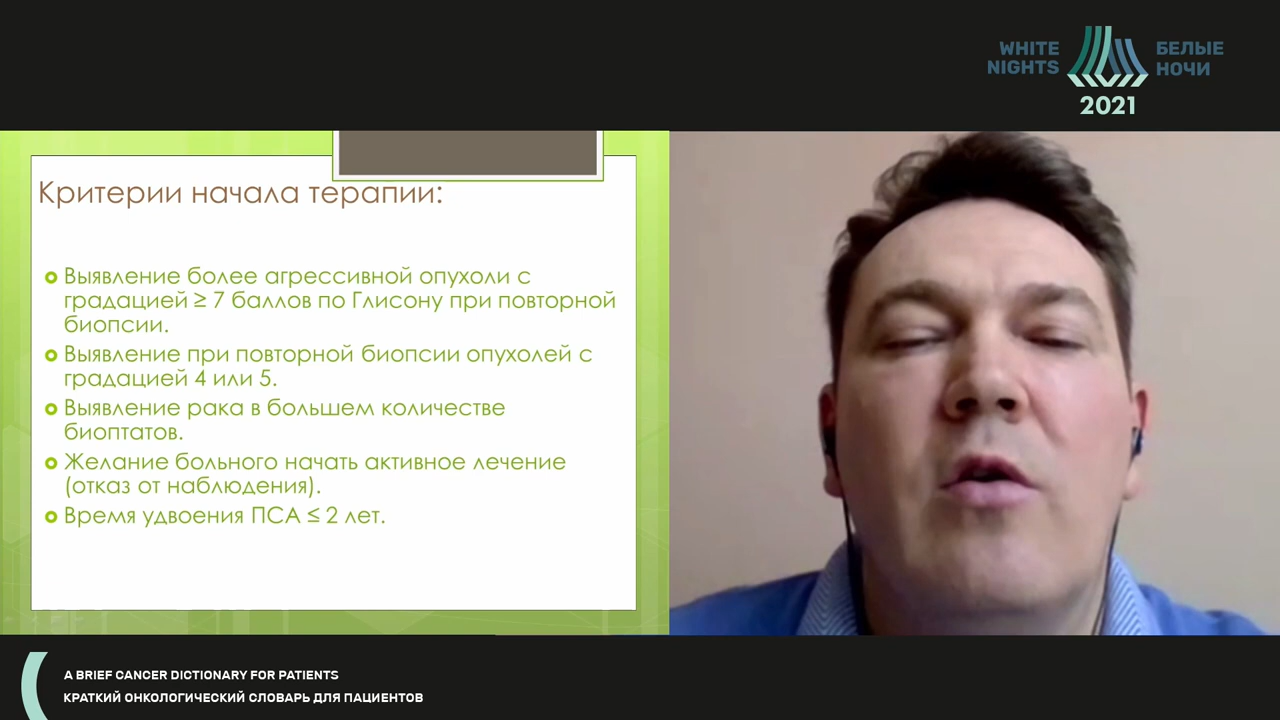 WHITE
NIGHTS
БЕЛЫЕ
НОЧИ
2021
Критерии начала терапии:
Выявление более агрессивной опухоли с
градацией ≥ 7 баллов по Глисону при повторной
биопсии.
Выявление при повторной биопсии опухолей с
градацией 4 или 5.
Выявление рака в большем количестве
биоптатов.
Желание больного начать активное лечение
(отказ от наблюдения).
Время удвоения ПСА ≤ 2 лет.
A BRIEF CANCER DICTIONARY FOR PATIENTS
КРАТКИЙ ОНКОЛОГИЧЕСКИЙ СЛОВАРЬ ДЛЯ ПАЦИЕНТОВ